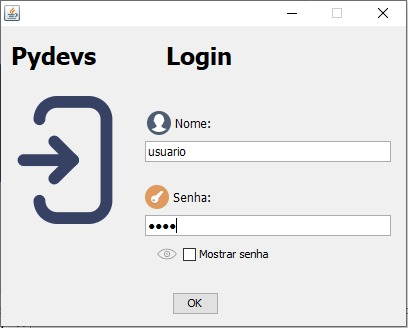 Pydevs
Login
Nome:
usuario
Senha:
●●●●
Mostrar senha
OK